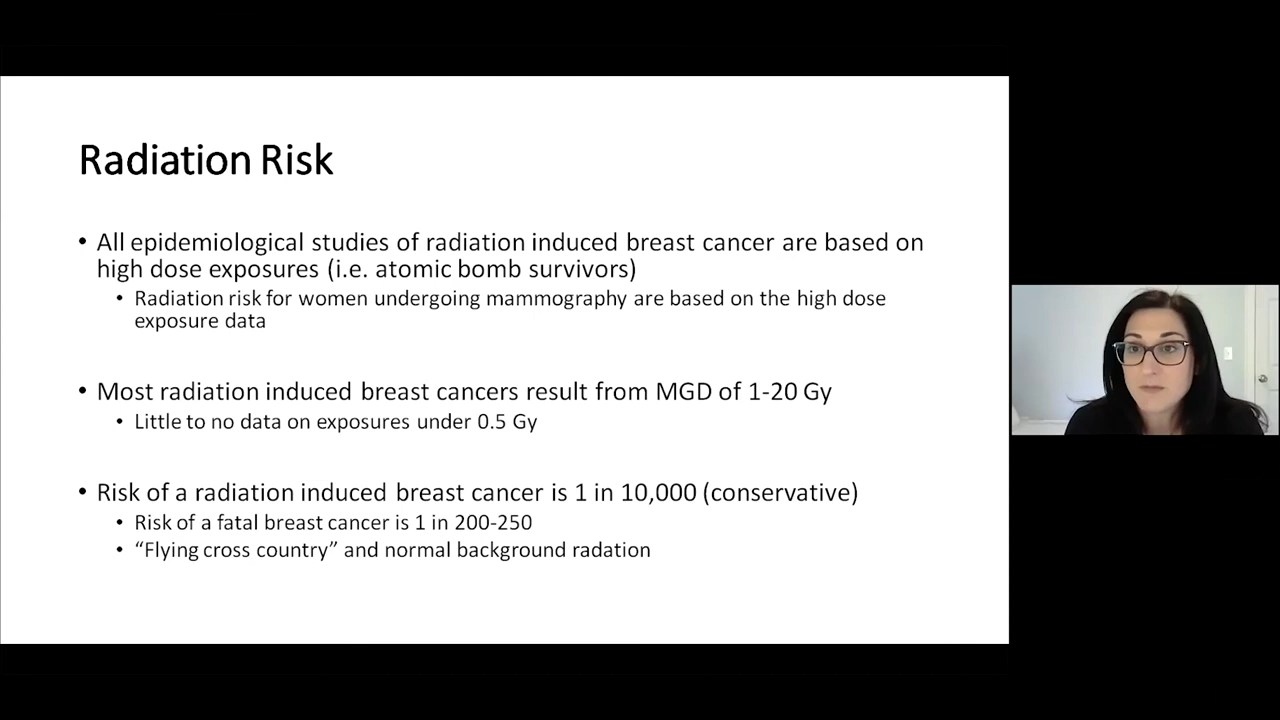 Radiation Risk
• All epidemiological studies of radiation induced breast cancer are based on
high dose exposures (i.e. atomic bomb survivors)
• Radiation risk for women undergoing mammography are based on the high dose
exposure data
• Most radiation induced breast cancers result from MGD of 1-20 Gy
• Little to no data on exposures under 0.5 Gy
• Risk of a radiation induced breast cancer is 1 in 10,000 (conservative)
• Risk of a fatal breast cancer is 1 in 200-250
• “Flying cross country” and normal background radation